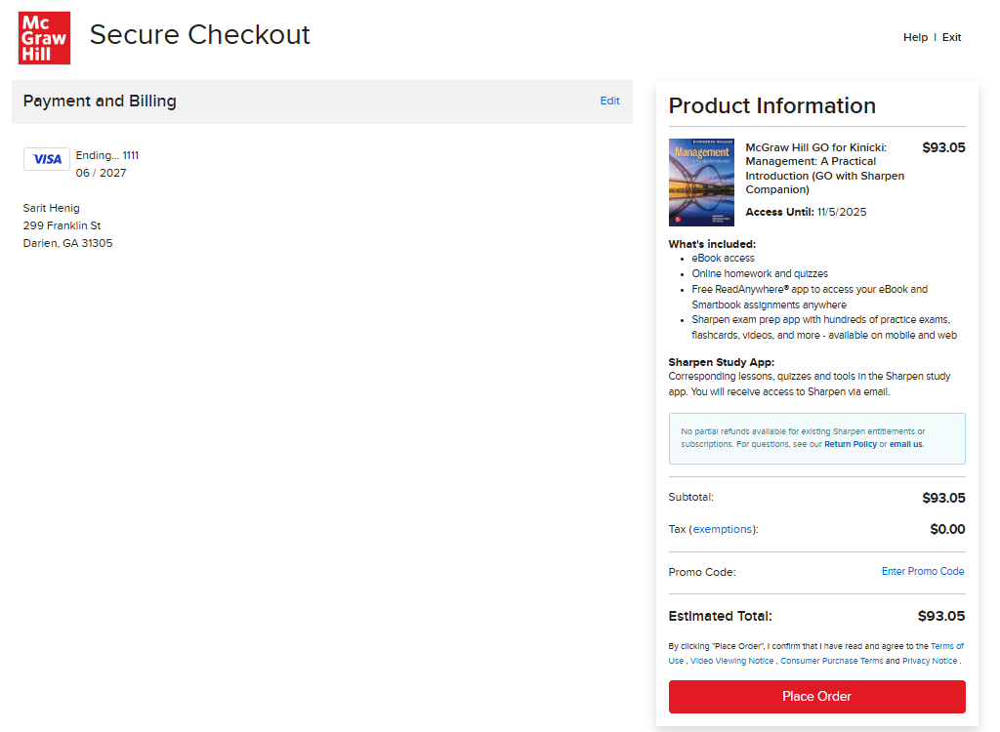 Mc
Graw
Hill
Secure Checkout
Help | Exit
Payment and Billing
Edit
VISA
Ending... 1111
06 / 2027
Sarit Henig
299 Franklin St
Darien, GA 31305
Product Information
Management
McGraw Hill GO for Kinicki:
Management: A Practical
Introduction (GO with Sharpen
Companion)
$93.05
Access Until: 11/5/2025
What's included:
• eBook access
• Online homework and quizzes
• Free ReadAnywhere® app to access your eBook and
Smartbook assignments anywhere
• Sharpen exam prep app with hundreds of practice exams,
flashcards, videos, and more - available on mobile and web
Sharpen Study App:
Corresponding lessons, quizzes and tools in the Sharpen study
app. You will receive access to Sharpen via email.
No partial refunds available for existing Sharpen entitlements or
subscriptions. For questions, see our Return Policy or email us.
Subtotal: $93.05
Tax (exemptions): $0.00
Promo Code: Enter Promo Code
Estimated Total: $93.05
By clicking "Place Order", I confirm that I have read and agree to the Terms of
Use , Video Viewing Notice , Consumer Purchase Terms and Privacy Notice .
Place Order